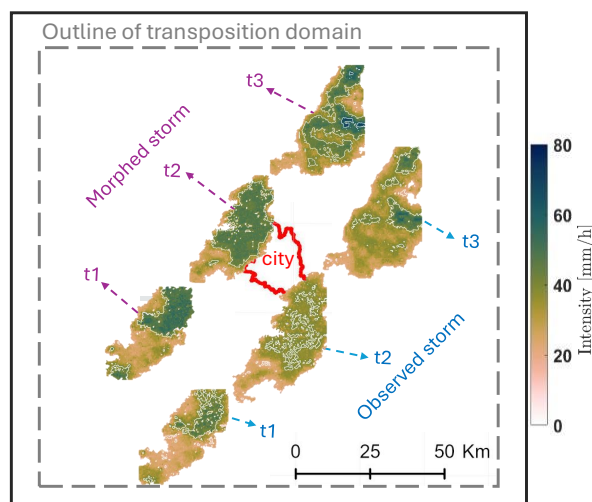 Outline of transposition domain
t3
Morphed storm
t2
city
t3
t1
t2
Observed storm
t1
0 25 50 Km
80
60
40
20
0
Intensity [mm/h]